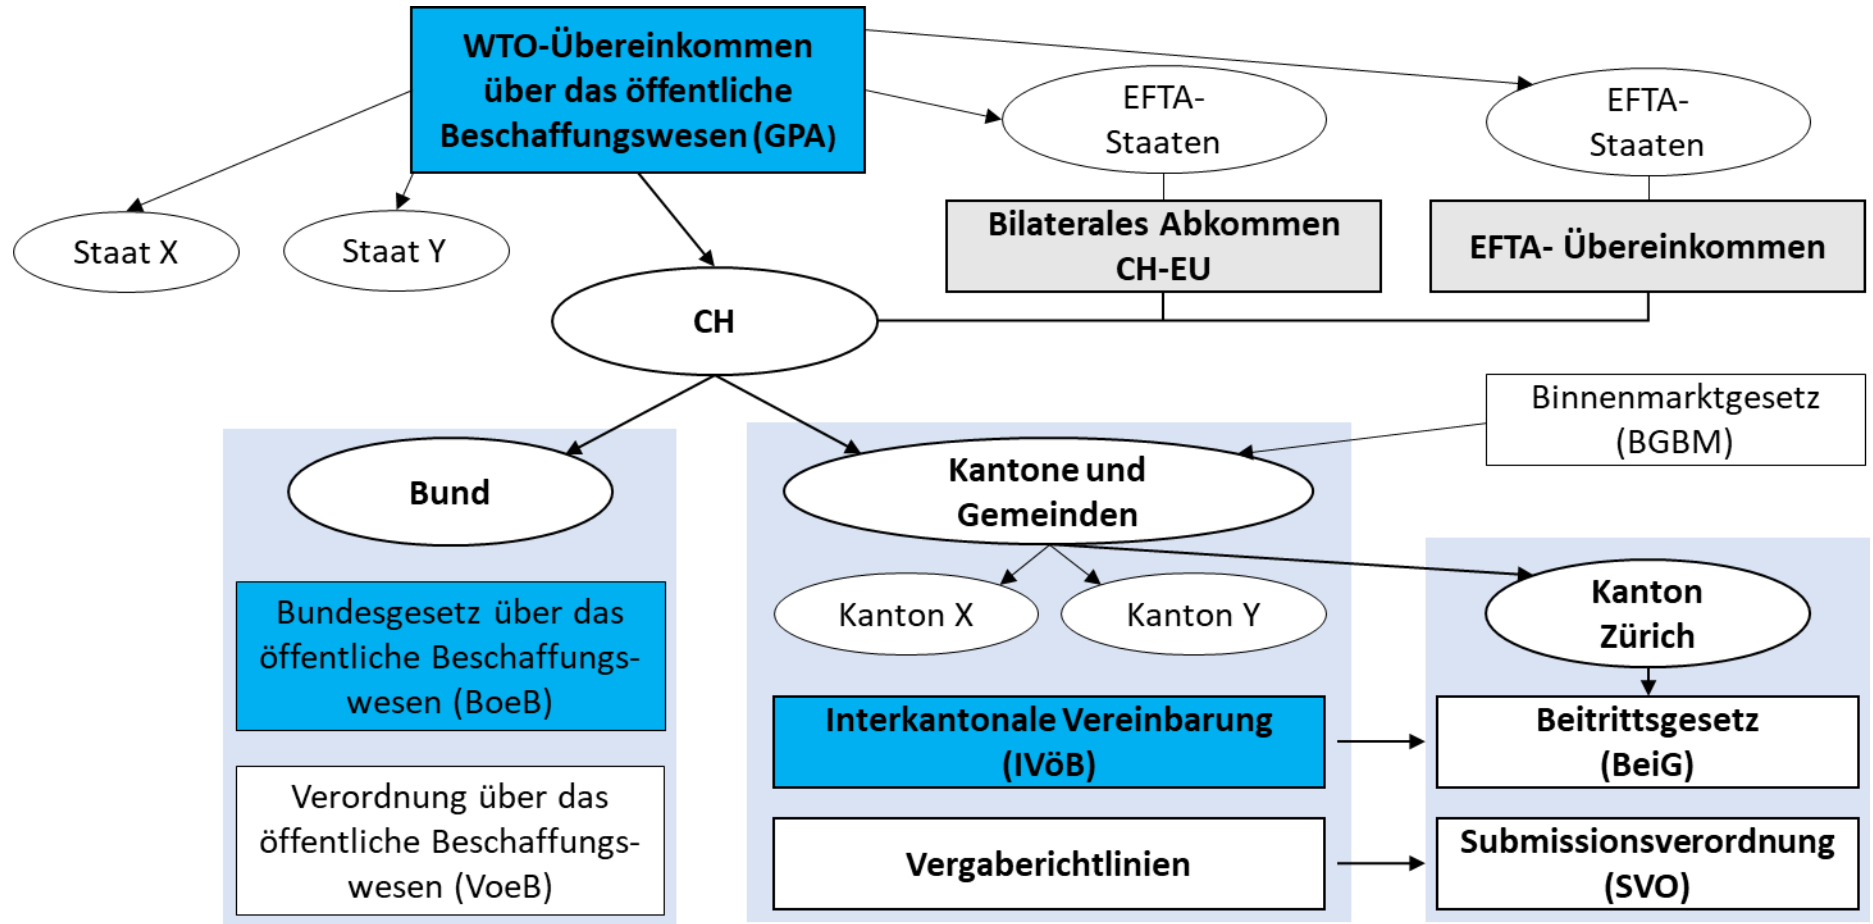 WTO-Übereinkommen
über das öffentliche
Beschaffungswesen (GPA)
EFTA-
Staaten
EFTA-
Staaten
Staat X
Staat Y
Bilaterales Abkommen
CH-EU
EFTA- Übereinkommen
CH
Binnenmarktgesetz
(BGBM)
Bund
Kantone und
Gemeinden
Bundesgesetz über das
öffentliche Beschaffungs-
wesen (BoeB)
Kanton X
Kanton Y
Kanton
Zürich
Interkantonale Vereinbarung
(IVöB)
Beitrittsgesetz
(BeiG)
Verordnung über das
öffentliche Beschaffungs-
wesen (VoeB)
Vergaberichtlinien
Submissionsverordnung
(SVO)